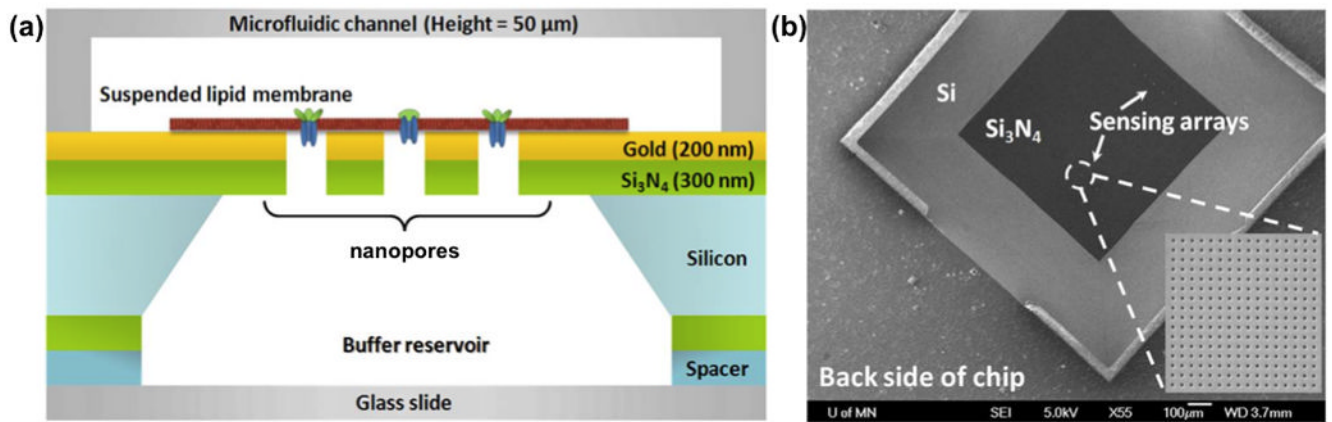 (a)
Microfluidic channel (Height = 50 µm)
Suspended lipid membrane
Gold (200 nm)
Si₃N₄ (300 nm)
nanopores
Silicon
Buffer reservoir
Spacer
Glass slide
(b)
Si
Si₃N₄
Sensing arrays
Back side of chip
U of MN SEI 5.0kV X55 100µm WD 3.7mm